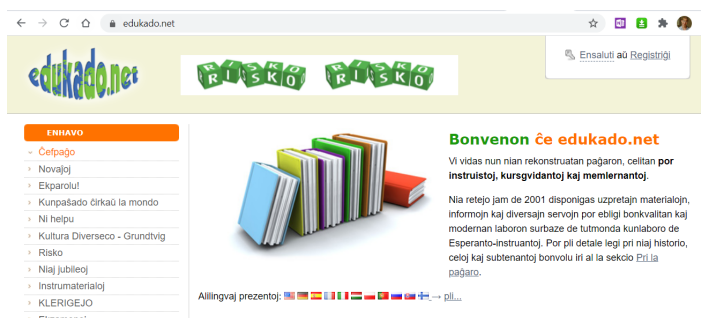 edukado.net
edukado.net
RISKO RISKO
RISKO RISKO
Ensaluti aŭ Registriĝi
ENHAVO
Ĉefpaĝo
Novaĵoj
Ekparolu!
Kunpaŝado ĉirkaŭ la mondo
Ni helpu
Kultura Diverseco - Grundtvig
Risko
Niaj jubileoj
Instrumaterialoj
KLERIGEJO
Ekzamenoj
Bonvenon ĉe edukado.net
Vi vidas nun nian rekonstruatan paĝaron, celitan por
instruistoj, kursgvidantoj kaj memlernantoj.
Nia retejo jam de 2001 disponigas uzpretajn materialojn,
informojn kaj diversajn servojn por ebligi bonkvalitan kaj
modernan laboron surbaze de tutmonda kunlaboro de
Esperanto-instruantoj. Por pli detale legi pri niaj historio,
celoj kaj subtenantoj bonvolu iri al la sekcio Pri la
paĝaro.
Alilingvaj prezentoj: → pli...